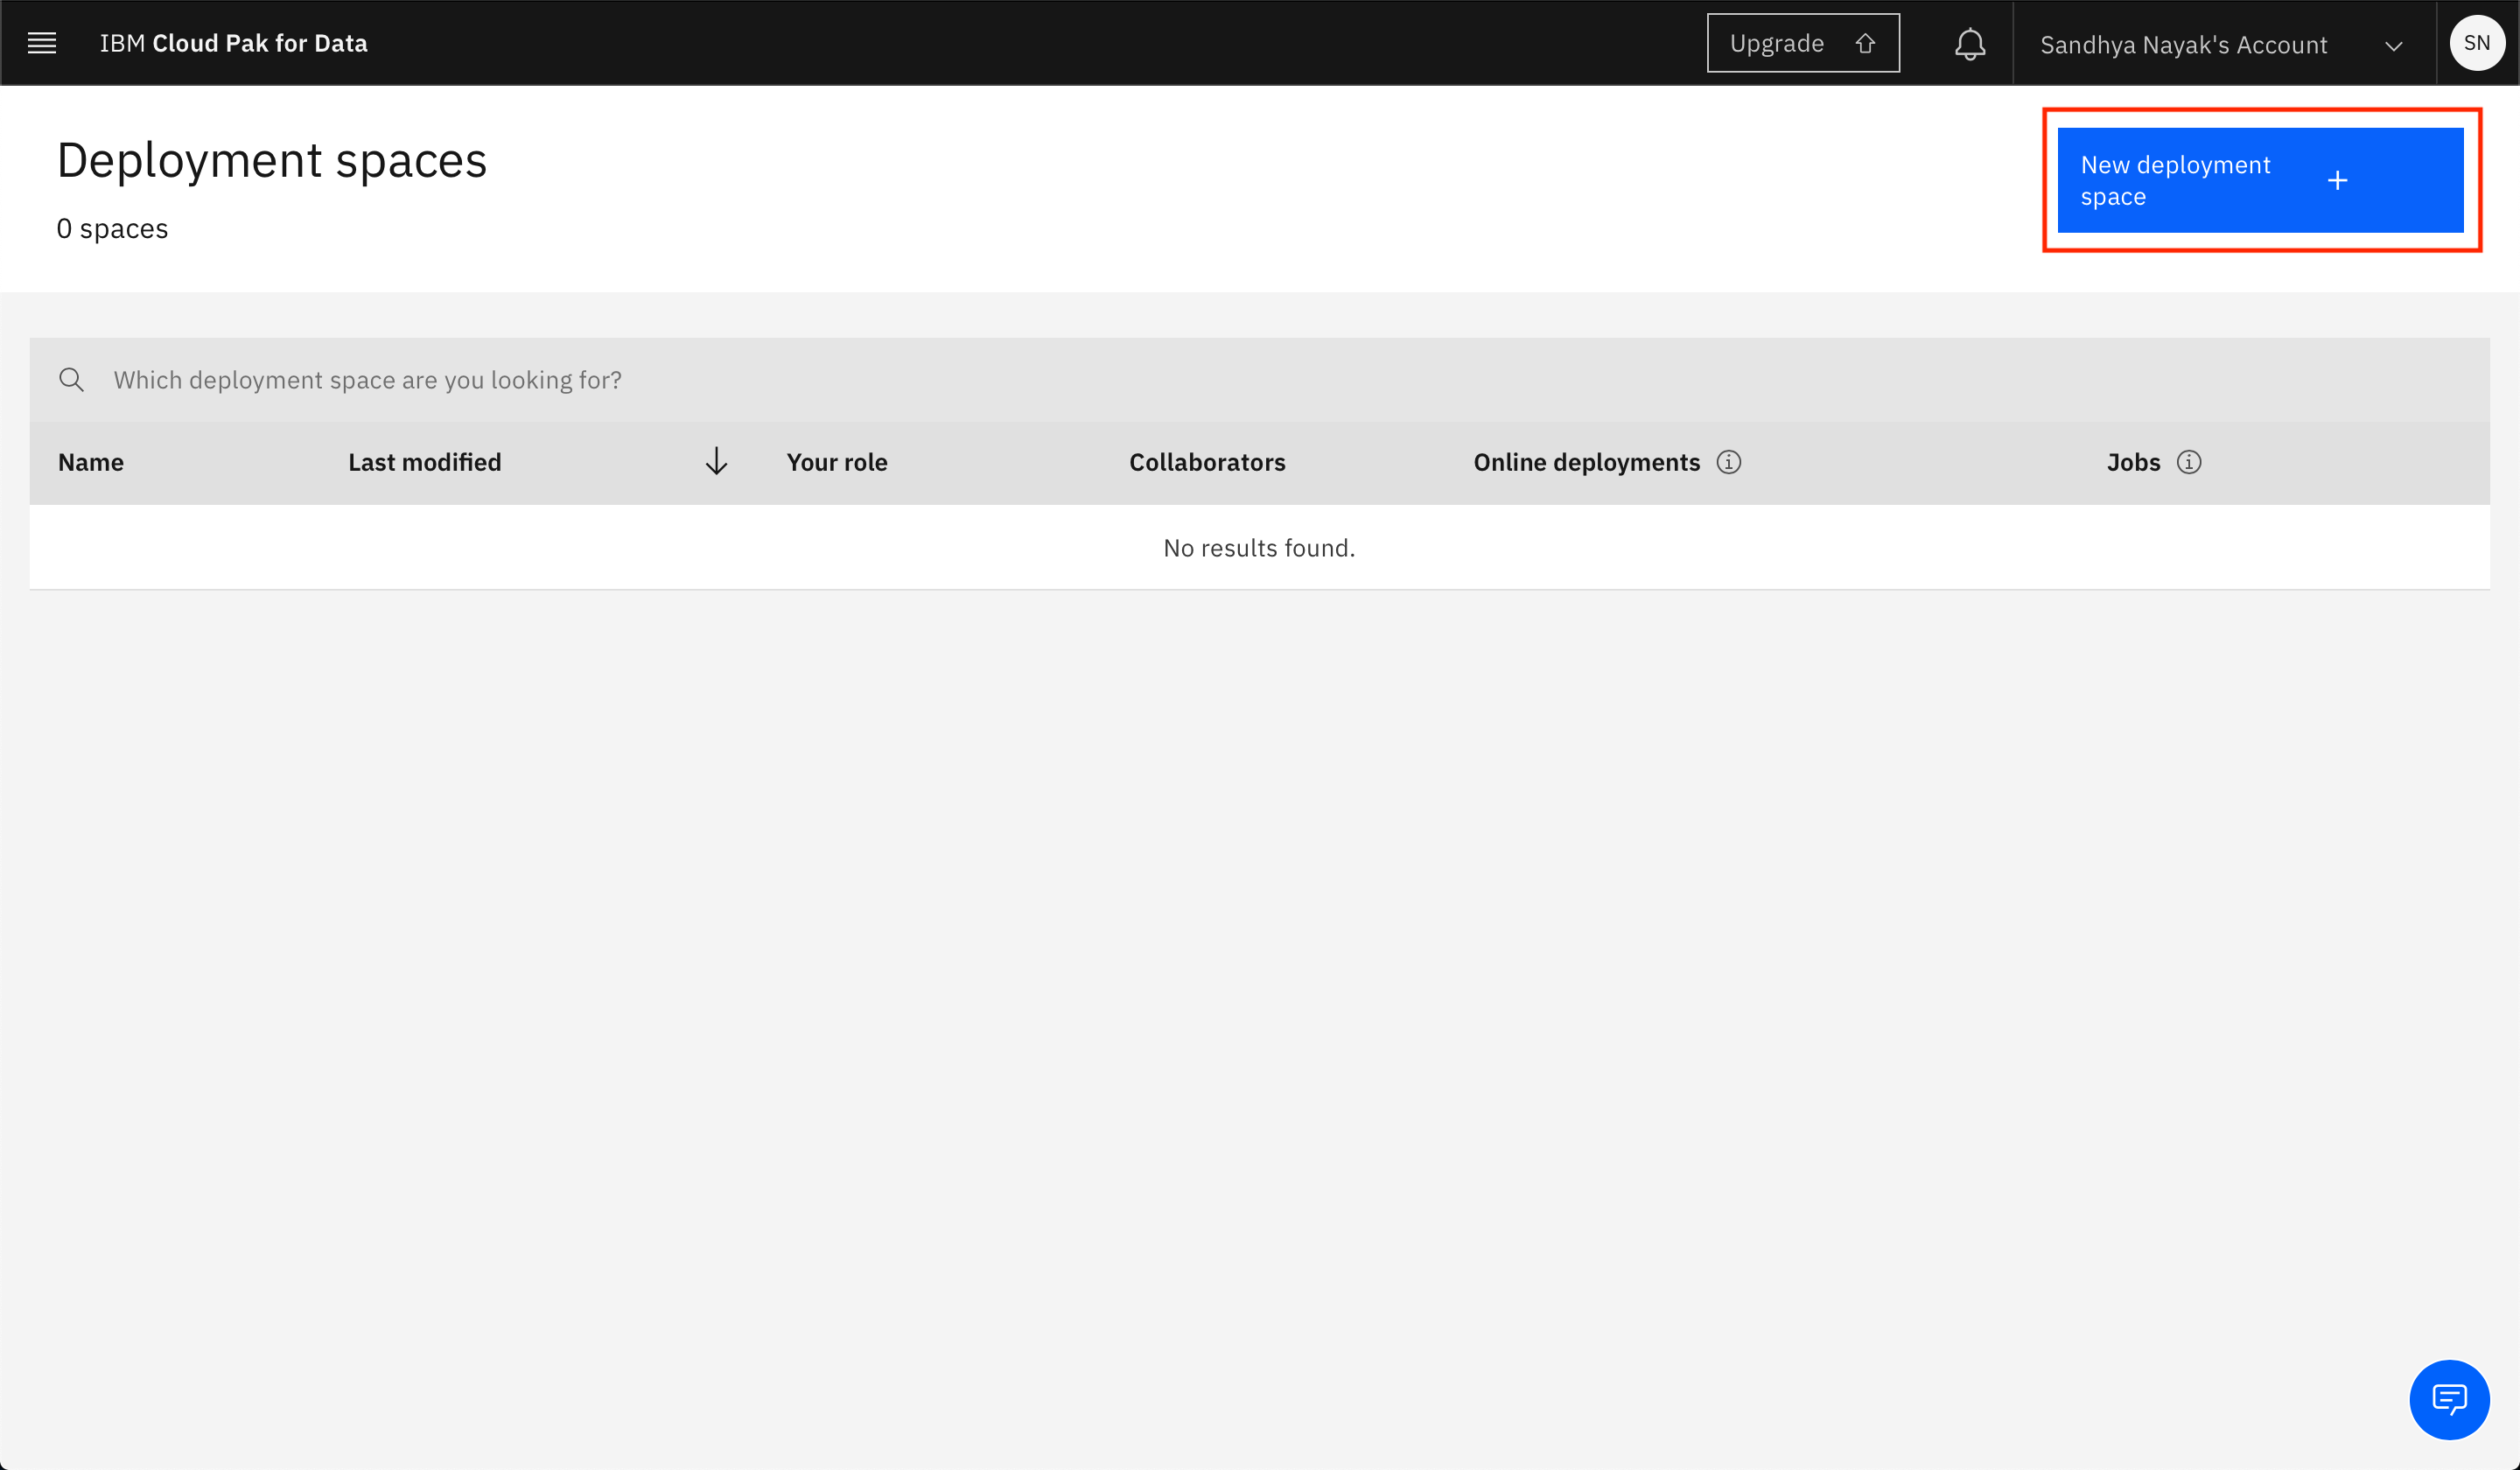 IBM Cloud Pak for Data
Upgrade
Sandhya Nayak's Account
SN
Deployment spaces
0 spaces
New deployment
space
Which deployment space are you looking for?
Name Last modified Your role Collaborators Online deployments Jobs
No results found.